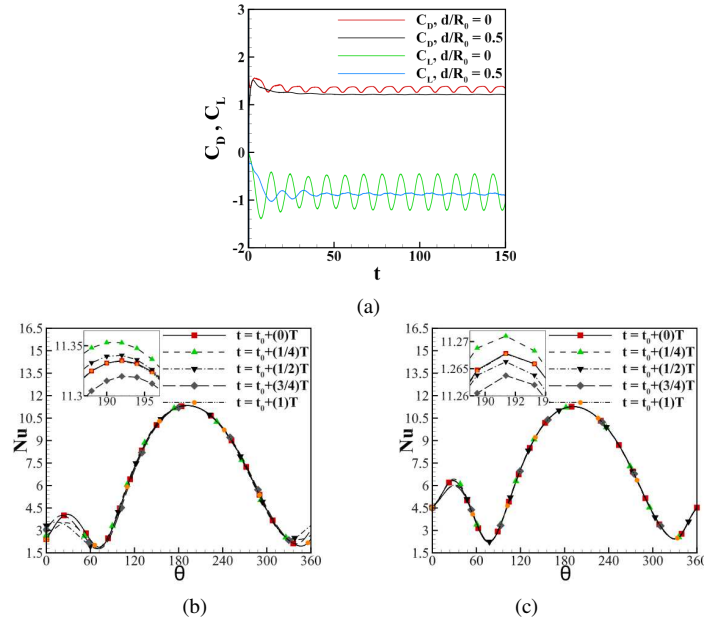 3
C_D, d/R_0 = 0
C_D, d/R_0 = 0.5
C_L, d/R_0 = 0
C_L, d/R_0 = 0.5
2
1
0
-1
-2
C_D , C_L
0 50 100 150
t
(a)
16.5
15
13.5
12
10.5
9
7.5
6
4.5
3
1.5
Nu
11.35
11.3
190 195
t = t_0+(0)T
t = t_0+(1/4)T
t = t_0+(1/2)T
t = t_0+(3/4)T
t = t_0+(1)T
0 60 120 180 240 300 360
θ
(b)
16.5
15
13.5
12
10.5
9
7.5
6
4.5
3
1.5
Nu
11.27
11.265
11.26
190 192 19
t = t_0+(0)T
t = t_0+(1/4)T
t = t_0+(1/2)T
t = t_0+(3/4)T
t = t_0+(1)T
0 60 120 180 240 300 360
θ
(c)